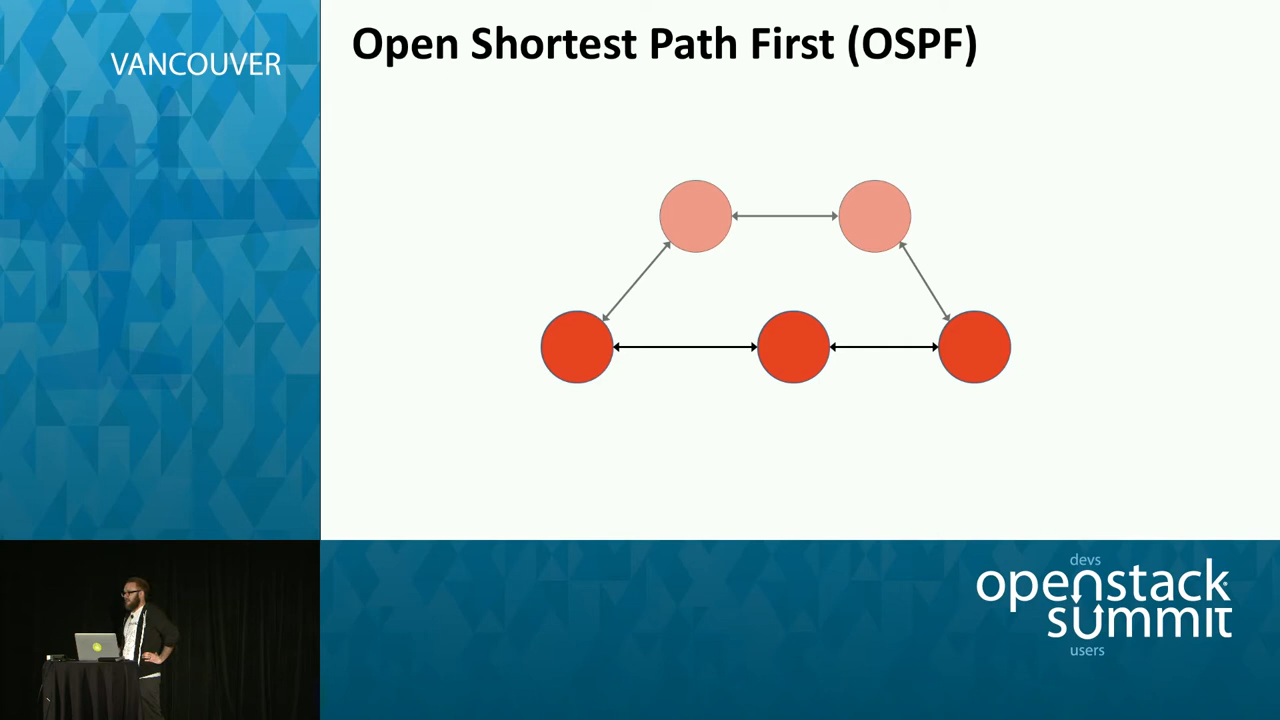 VANCOUVER
Open Shortest Path First (OSPF)
devs
openstack
summit
users